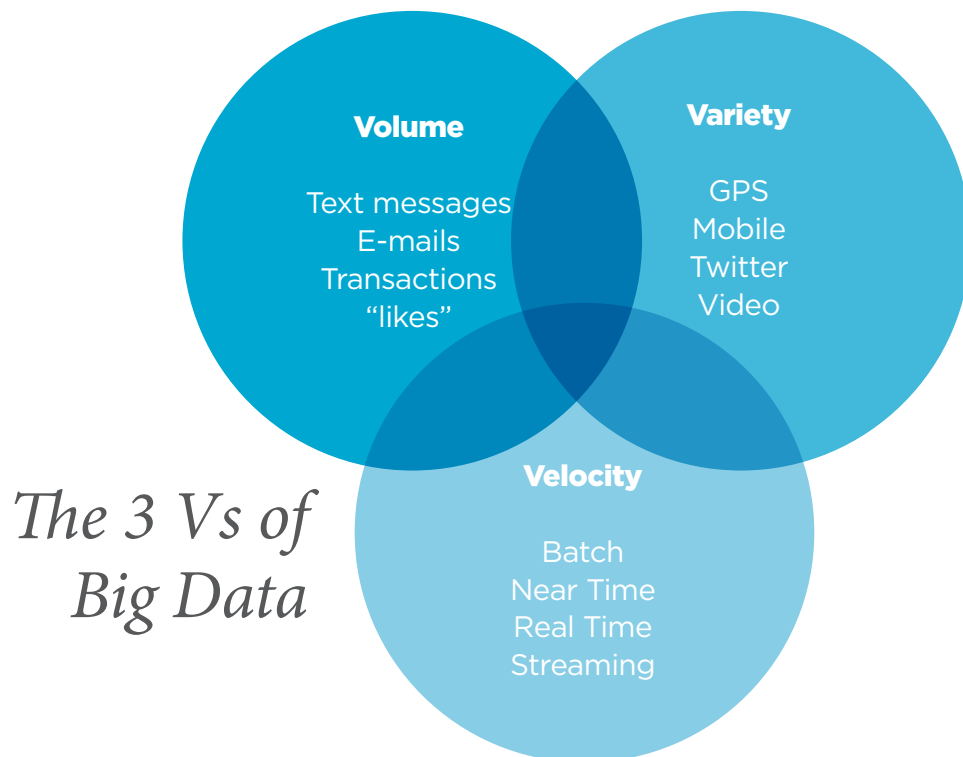 Volume
Text messages
E-mails
Transactions
“likes”
Variety
GPS
Mobile
Twitter
Video
Velocity
Batch
Near Time
Real Time
Streaming
The 3 Vs of
Big Data